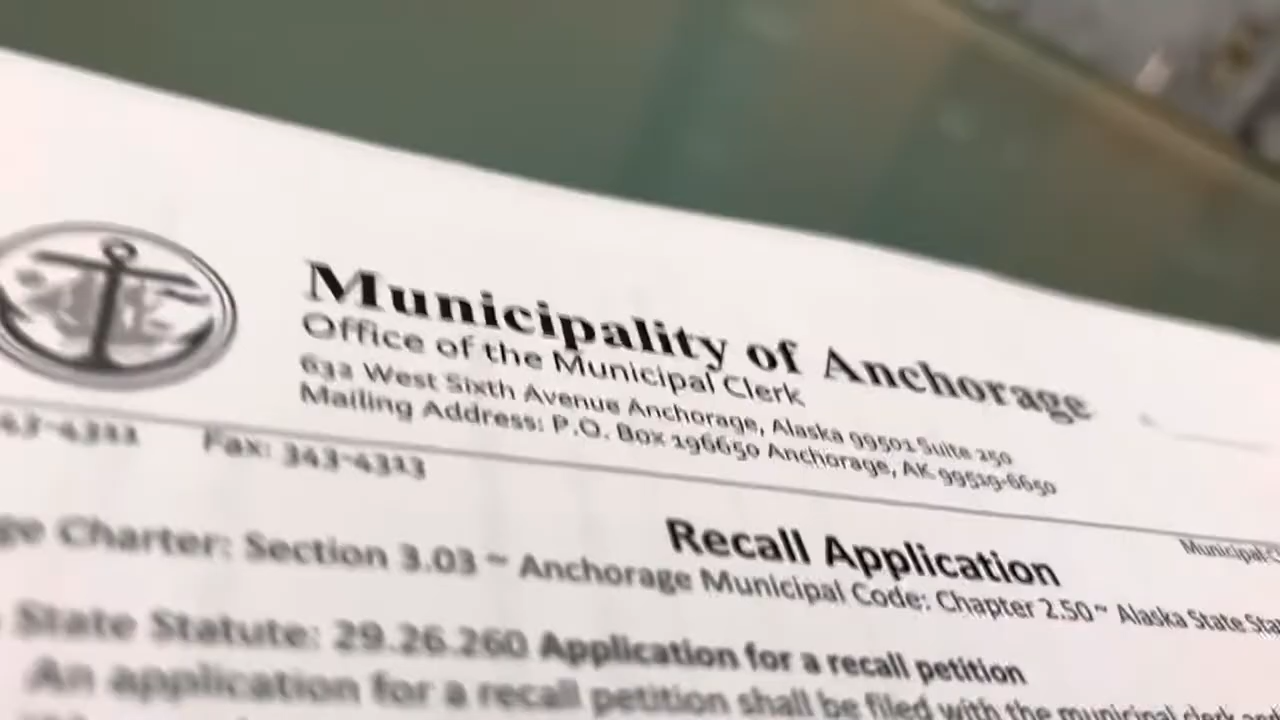 Municipality of Anchorage
Office of the Municipal Clerk
632 West Sixth Avenue Anchorage, Alaska 99501 Suite 250
Mailing Address: P.O. Box 196650 Anchorage, AK 99519-6650
Fax: 343-4313
Municipal-
Recall Application
Charter: Section 3.03 ~ Anchorage Municipal Code: Chapter 2.50 ~ Alaska State
State Statute: 29.26.260 Application for a recall petition
An application for a recall petition shall be filed with the municipal clerk and